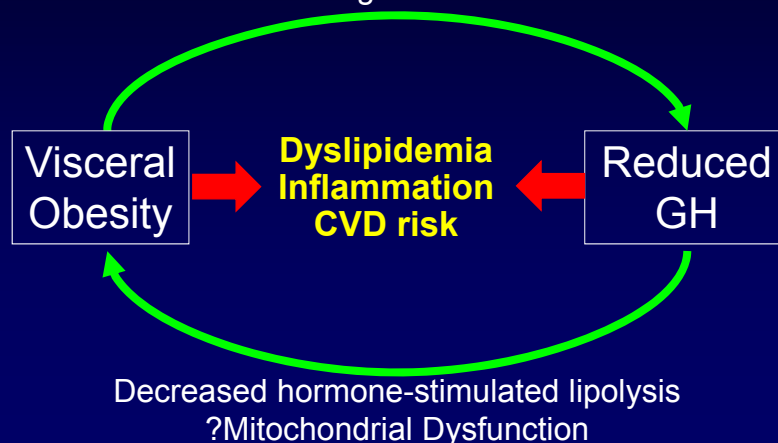 Visceral
Obesity
Dyslipidemia
Inflammation
CVD risk
Reduced
GH
Decreased hormone-stimulated lipolysis
?Mitochondrial Dysfunction